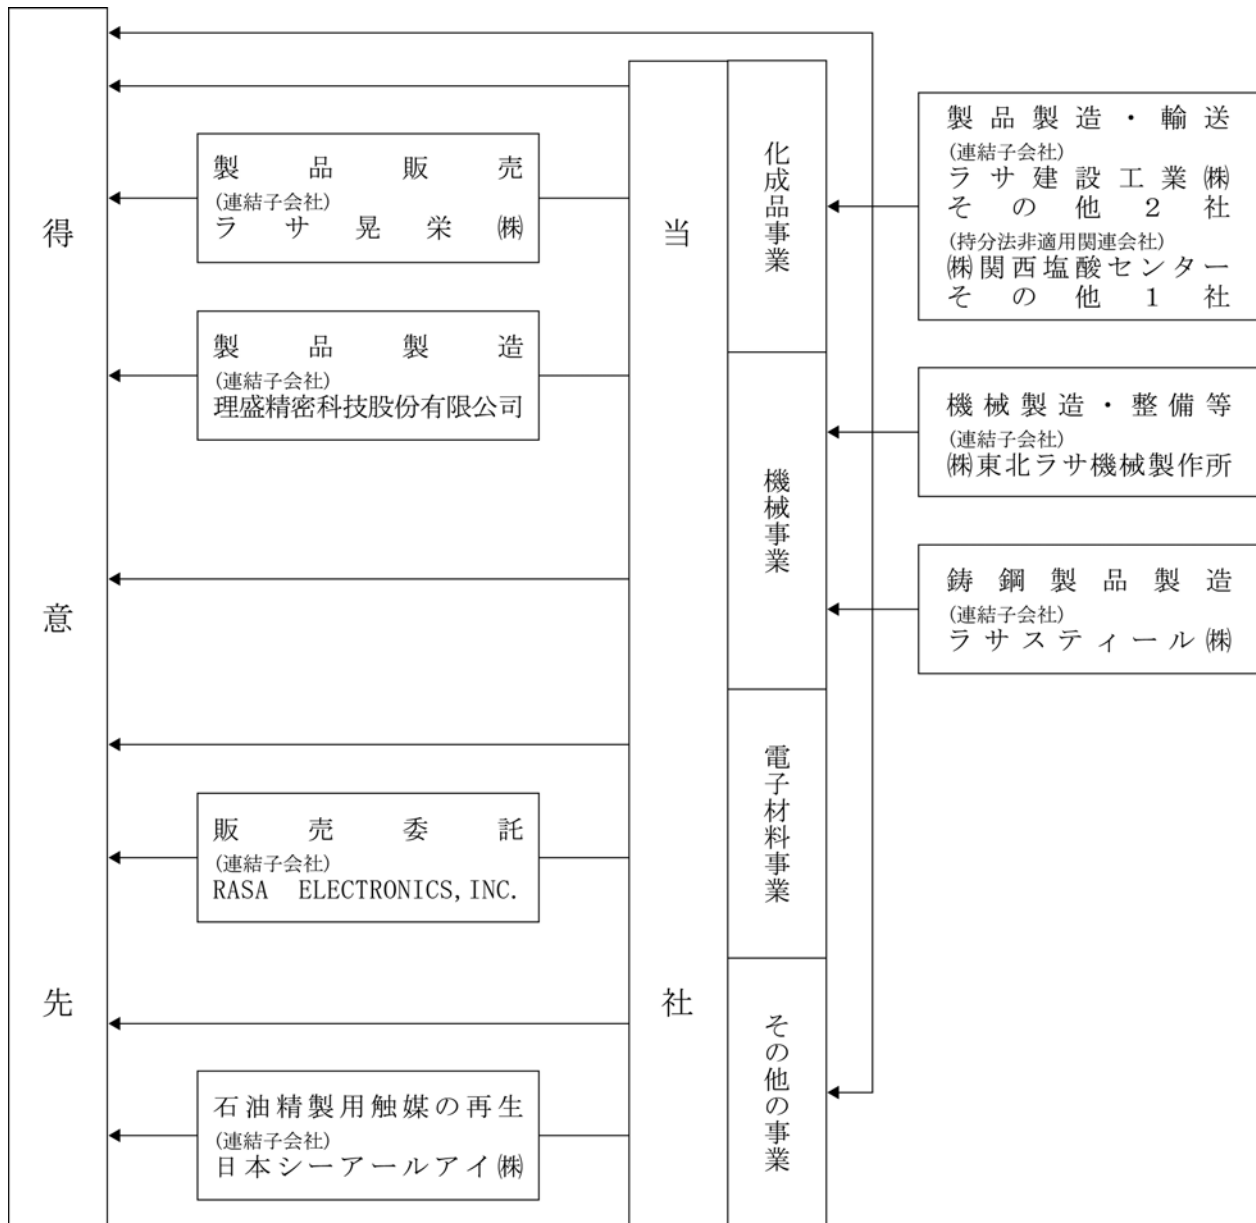 得意先
製品販売
(連結子会社)
ラサ晃栄㈱
製品製造
(連結子会社)
理盛精密科技股份有限公司
販売委託
(連結子会社)
RASA ELECTRONICS, INC.
石油精製用触媒の再生
(連結子会社)
日本シーアールアイ㈱
当社
化成品事業
機械事業
電子材料事業
その他の事業
製品製造・輸送
(連結子会社)
ラサ建設工業㈱
その他2社
(持分法非適用関連会社)
㈱関西塩酸センター
その他1社
機械製造・整備等
(連結子会社)
㈱東北ラサ機械製作所
鋳鋼製品製造
(連結子会社)
ラサスティール㈱